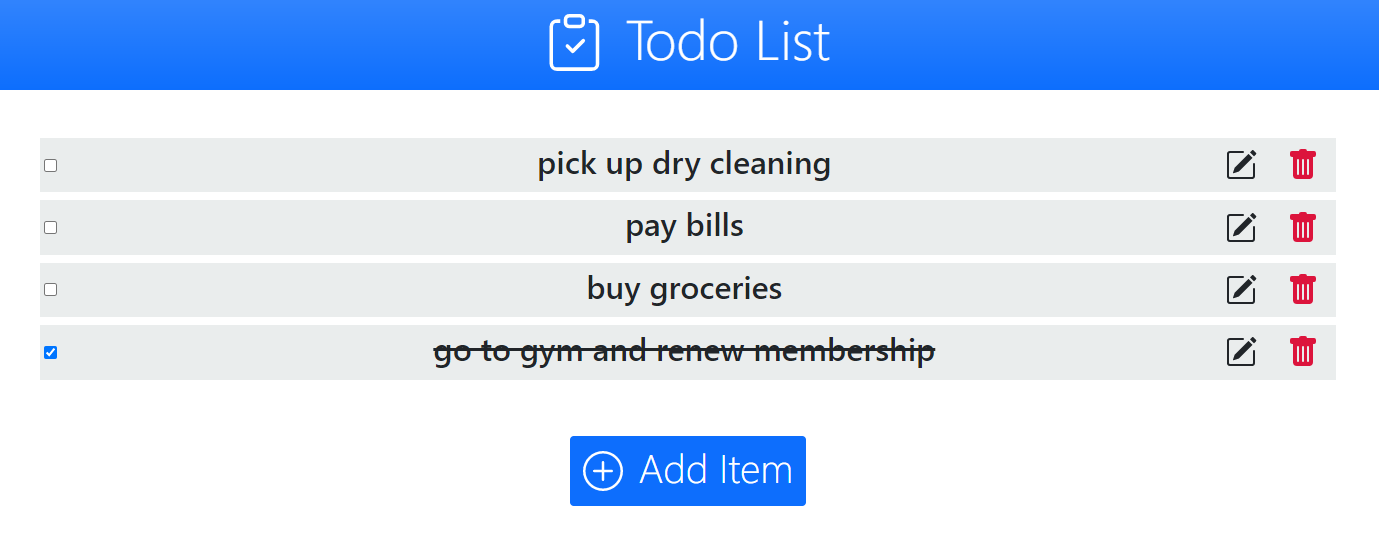 Todo List
pick up dry cleaning
pay bills
buy groceries
go to gym and renew membership
Add Item